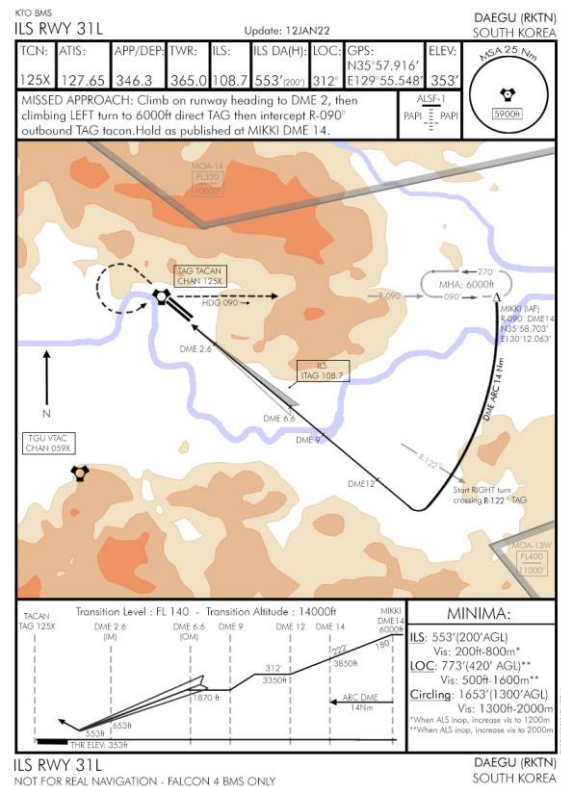 KTO BMS
ILS RWY 31L
Update: 12JAN22
DAEGU (RKTN)
SOUTH KOREA
TCN: ATIS: APP/DEP: TWR: ILS: ILS DA(H): LOC: GPS: ELEV:
125X 127.65 346.3 365.0 108.7 553'(200') 312° N35°57.916' E129°55.548' 353'
MSA 25 Nm
5900ft
MISSED APPROACH: Climb on runway heading to DME 2, then
climbing LEFT turn to 6000ft direct TAG then intercept R-090°
outbound TAG tacan.Hold as published at MIKKI DME 14.
ALSF-1
PAPI PAPI
MOA-14
FL330
10000'
TAG TACAN
CHAN 125X
HDG 090
R-090
270°
MHA: 6000ft
090
MIKKI (IAF)
R-090° DME14
N35°58.703'
E130°12.063'
DME 2.6
ILS
ITAG 108.7
DME 6.6
DME 9
DME12
DME ARC 14 Nm
N
TGU VTAC
CHAN 059X
R-122°
Start RIGHT turn
crossing R-122° TAG
MOA-13W
FL400
11000'
Transition Level : FL 140 - Transition Altitude : 14000ft
TACAN
TAG 125X
DME 2.6
(IM)
DME 6.6
(OM)
DME 9
DME 12
DME 14
MIKKI
DME14
6000ft
180°
222°
3850ft
312°
3350ft
1870 ft
653ft
553ft
ARC DME
14Nm
THR ELEV: 353ft
MINIMA:
ILS: 553'(200'AGL)
Vis: 200ft-800m*
LOC: 773'(420' AGL)**
Vis: 500ft-1600m**
Circling: 1653'(1300'AGL)
Vis: 1300ft-2000m
*When ALS inop, increase vis to 1200m
**When ALS inop, increase vis to 2000m
ILS RWY 31L
NOT FOR REAL NAVIGATION - FALCON 4 BMS ONLY
DAEGU (RKTN)
SOUTH KOREA